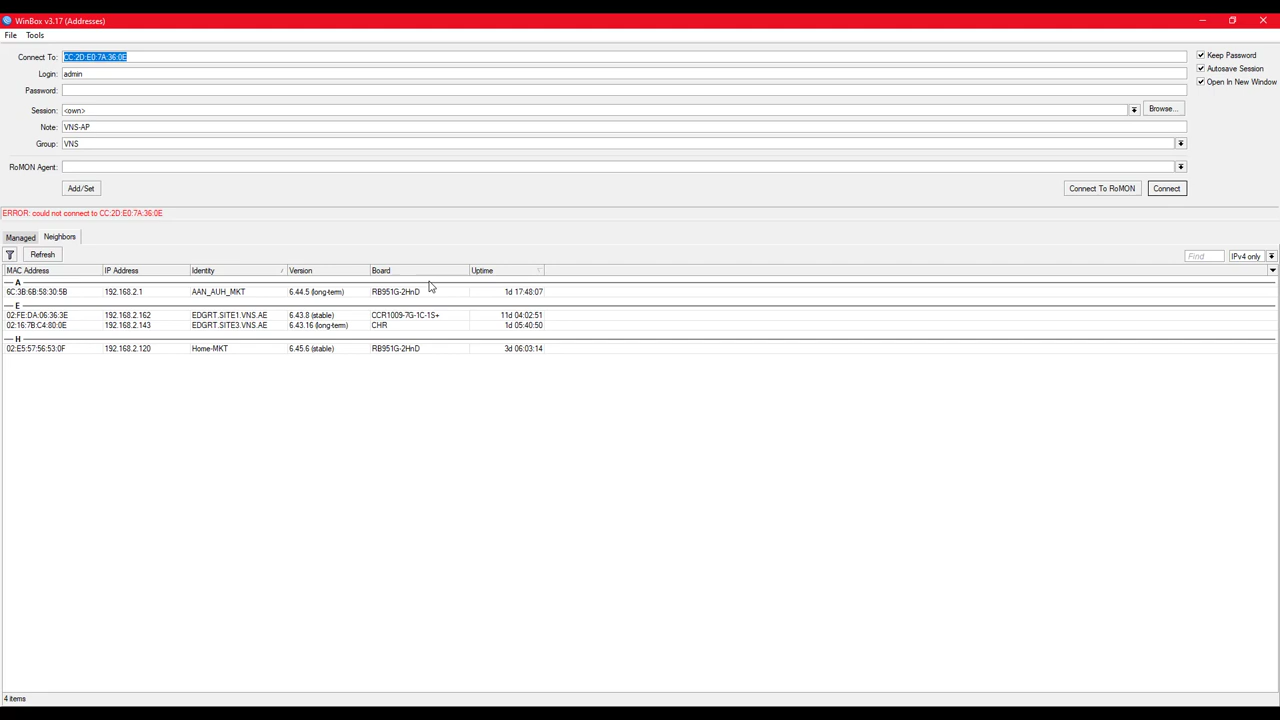 WinBox v3.17 (Addresses)
File Tools
Connect To: CC:2D:E0:7A:36:0E
Keep Password
Login: admin
Autosave Session
Password:
Open In New Window
Session: <own>
Browse...
Note: VNS-AP
Group: VNS
RoMON Agent:
Add/Set
Connect To RoMON Connect
ERROR: could not connect to CC:2D:E0:7A:36:0E
Managed Neighbors
Refresh
Find IPv4 only
MAC Address IP Address Identity / Version Board Uptime
A
6C:3B:6B:58:30:5B 192.168.2.1 AAN_AUH_MKT 6.44.5 (long-term) RB951G-2HnD 1d 17:48:07
E
02:FE:DA:06:36:3E 192.168.2.162 EDGRT.SITE1.VNS.AE 6.43.8 (stable) CCR1009-7G-1C-1S+ 11d 04:02:51
02:16:7B:C4:80:0E 192.168.2.143 EDGRT.SITE3.VNS.AE 6.43.16 (long-term) CHR 1d 05:40:50
H
02:E5:57:56:53:0F 192.168.2.120 Home-MKT 6.45.6 (stable) RB951G-2HnD 3d 06:03:14
4 items